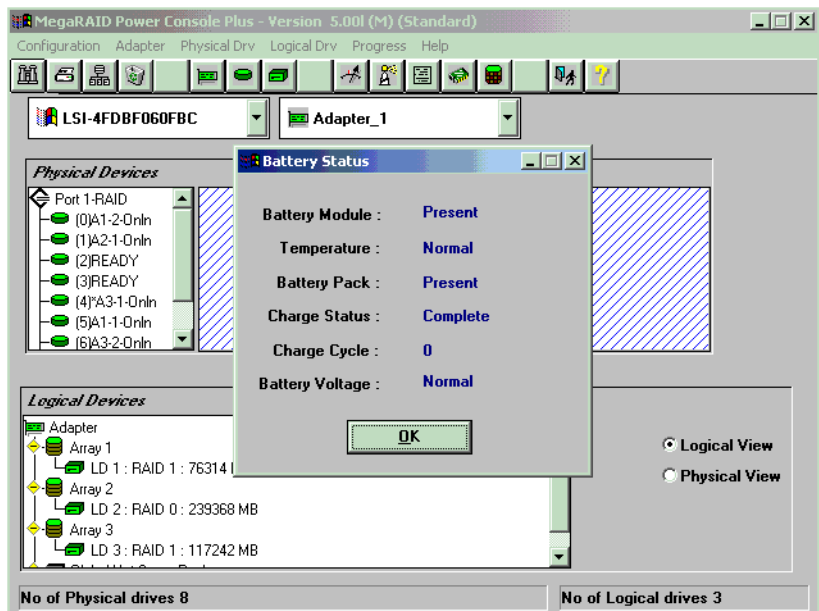 MegaRAID Power Console Plus - Version 5.00l (M) (Standard)
Configuration Adapter Physical Drv Logical Drv Progress Help
LSI-4FDBF060FBC
Adapter_1
Physical Devices
Port 1-RAID
(0)A1-2-OnIn
(1)A2-1-OnIn
(2)READY
(3)READY
(4)*A3-1-OnIn
(5)A1-1-OnIn
(6)A3-2-OnIn
Battery Status
Battery Module : Present
Temperature : Normal
Battery Pack : Present
Charge Status : Complete
Charge Cycle : 0
Battery Voltage : Normal
OK
Logical Devices
Adapter
Array 1
LD 1 : RAID 1 : 76314
Array 2
LD 2 : RAID 0 : 239368 MB
Array 3
LD 3 : RAID 1 : 117242 MB
Logical View
Physical View
No of Physical drives 8
No of Logical drives 3